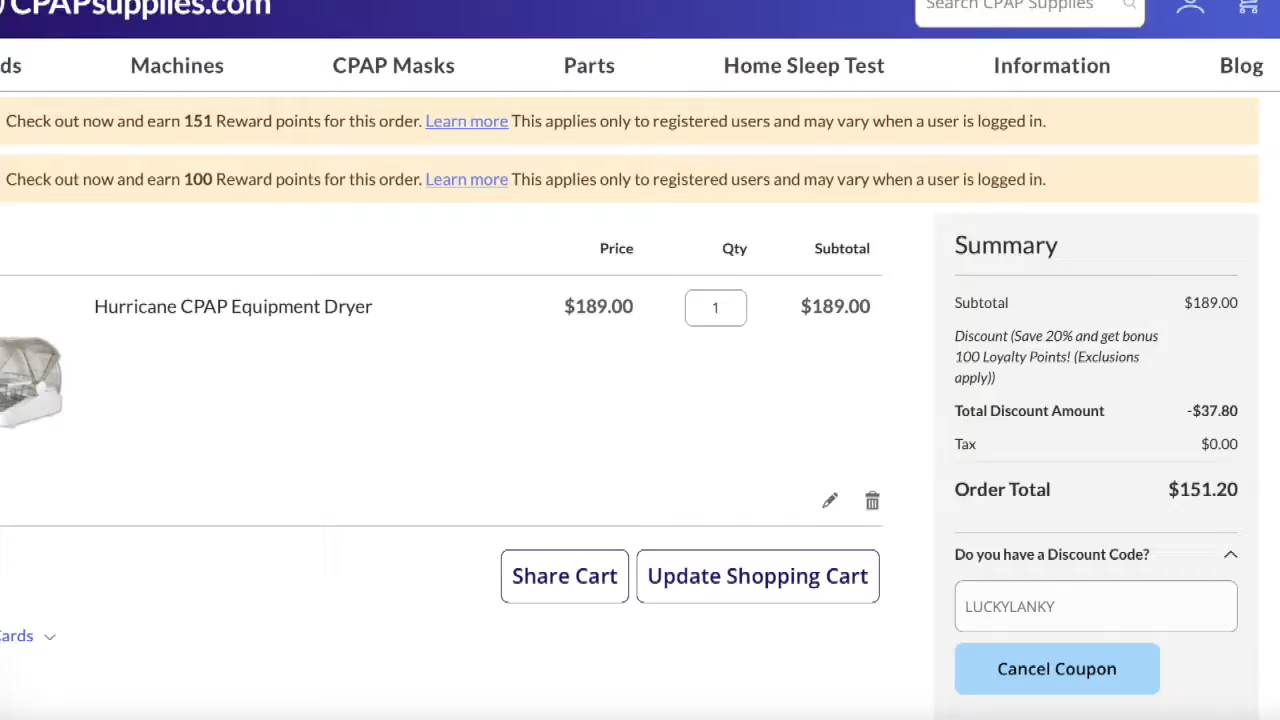 CPAPsupplies.com
Search CPAP Supplies
ds Machines CPAP Masks Parts Home Sleep Test Information Blog
Check out now and earn 151 Reward points for this order. Learn more This applies only to registered users and may vary when a user is logged in.
Check out now and earn 100 Reward points for this order. Learn more This applies only to registered users and may vary when a user is logged in.
Price Qty Subtotal
Hurricane CPAP Equipment Dryer $189.00 1 $189.00
Share Cart Update Shopping Cart
Cards
Summary
Subtotal $189.00
Discount (Save 20% and get bonus
100 Loyalty Points! (Exclusions
apply))
Total Discount Amount -$37.80
Tax $0.00
Order Total $151.20
Do you have a Discount Code?
LUCKYLANKY
Cancel Coupon